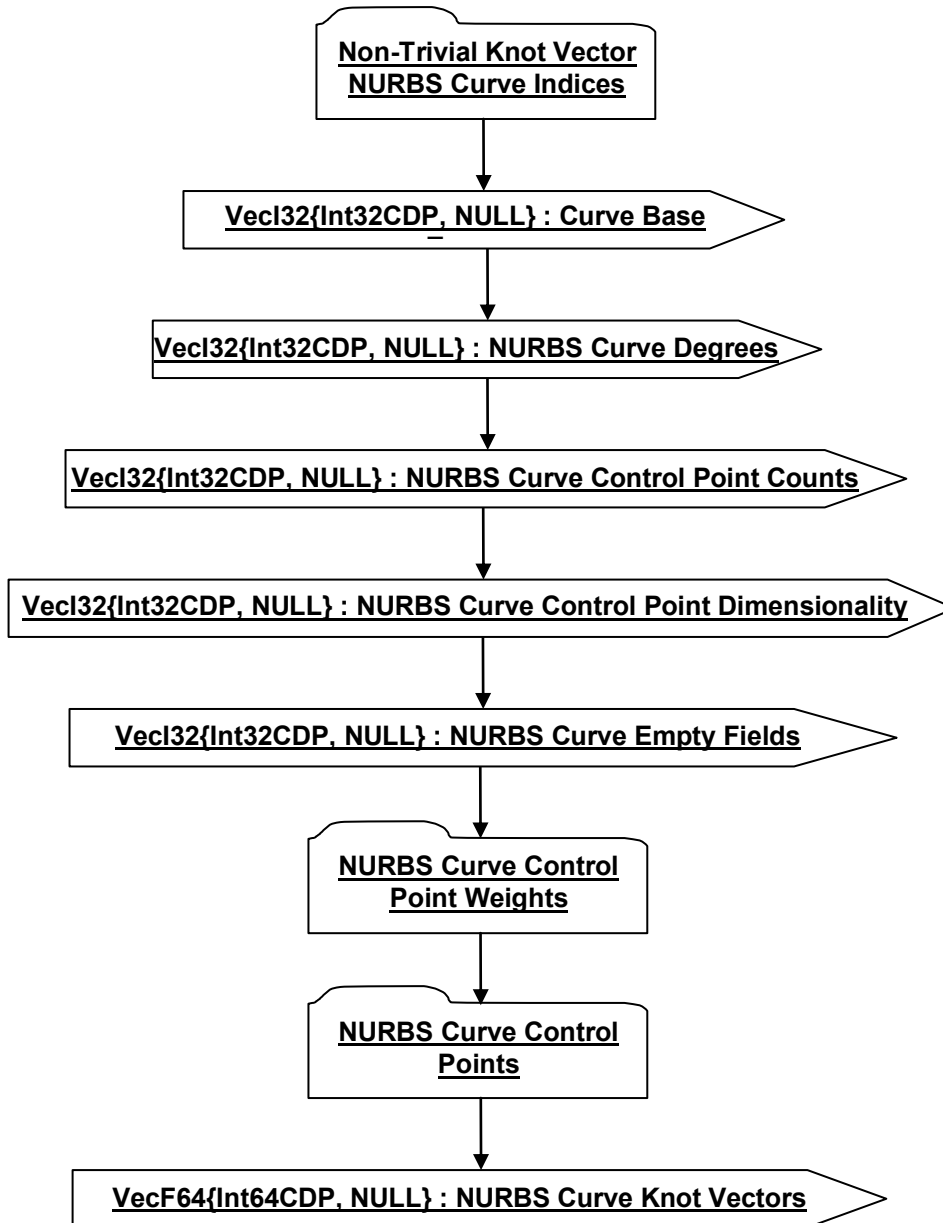 Non-Trivial Knot Vector
NURBS Curve Indices
VecI32{Int32CDP, NULL} : Curve Base
VecI32{Int32CDP, NULL} : NURBS Curve Degrees
VecI32{Int32CDP, NULL} : NURBS Curve Control Point Counts
VecI32{Int32CDP, NULL} : NURBS Curve Control Point Dimensionality
VecI32{Int32CDP, NULL} : NURBS Curve Empty Fields
NURBS Curve Control
Point Weights
NURBS Curve Control
Points
VecF64{Int64CDP, NULL} : NURBS Curve Knot Vectors